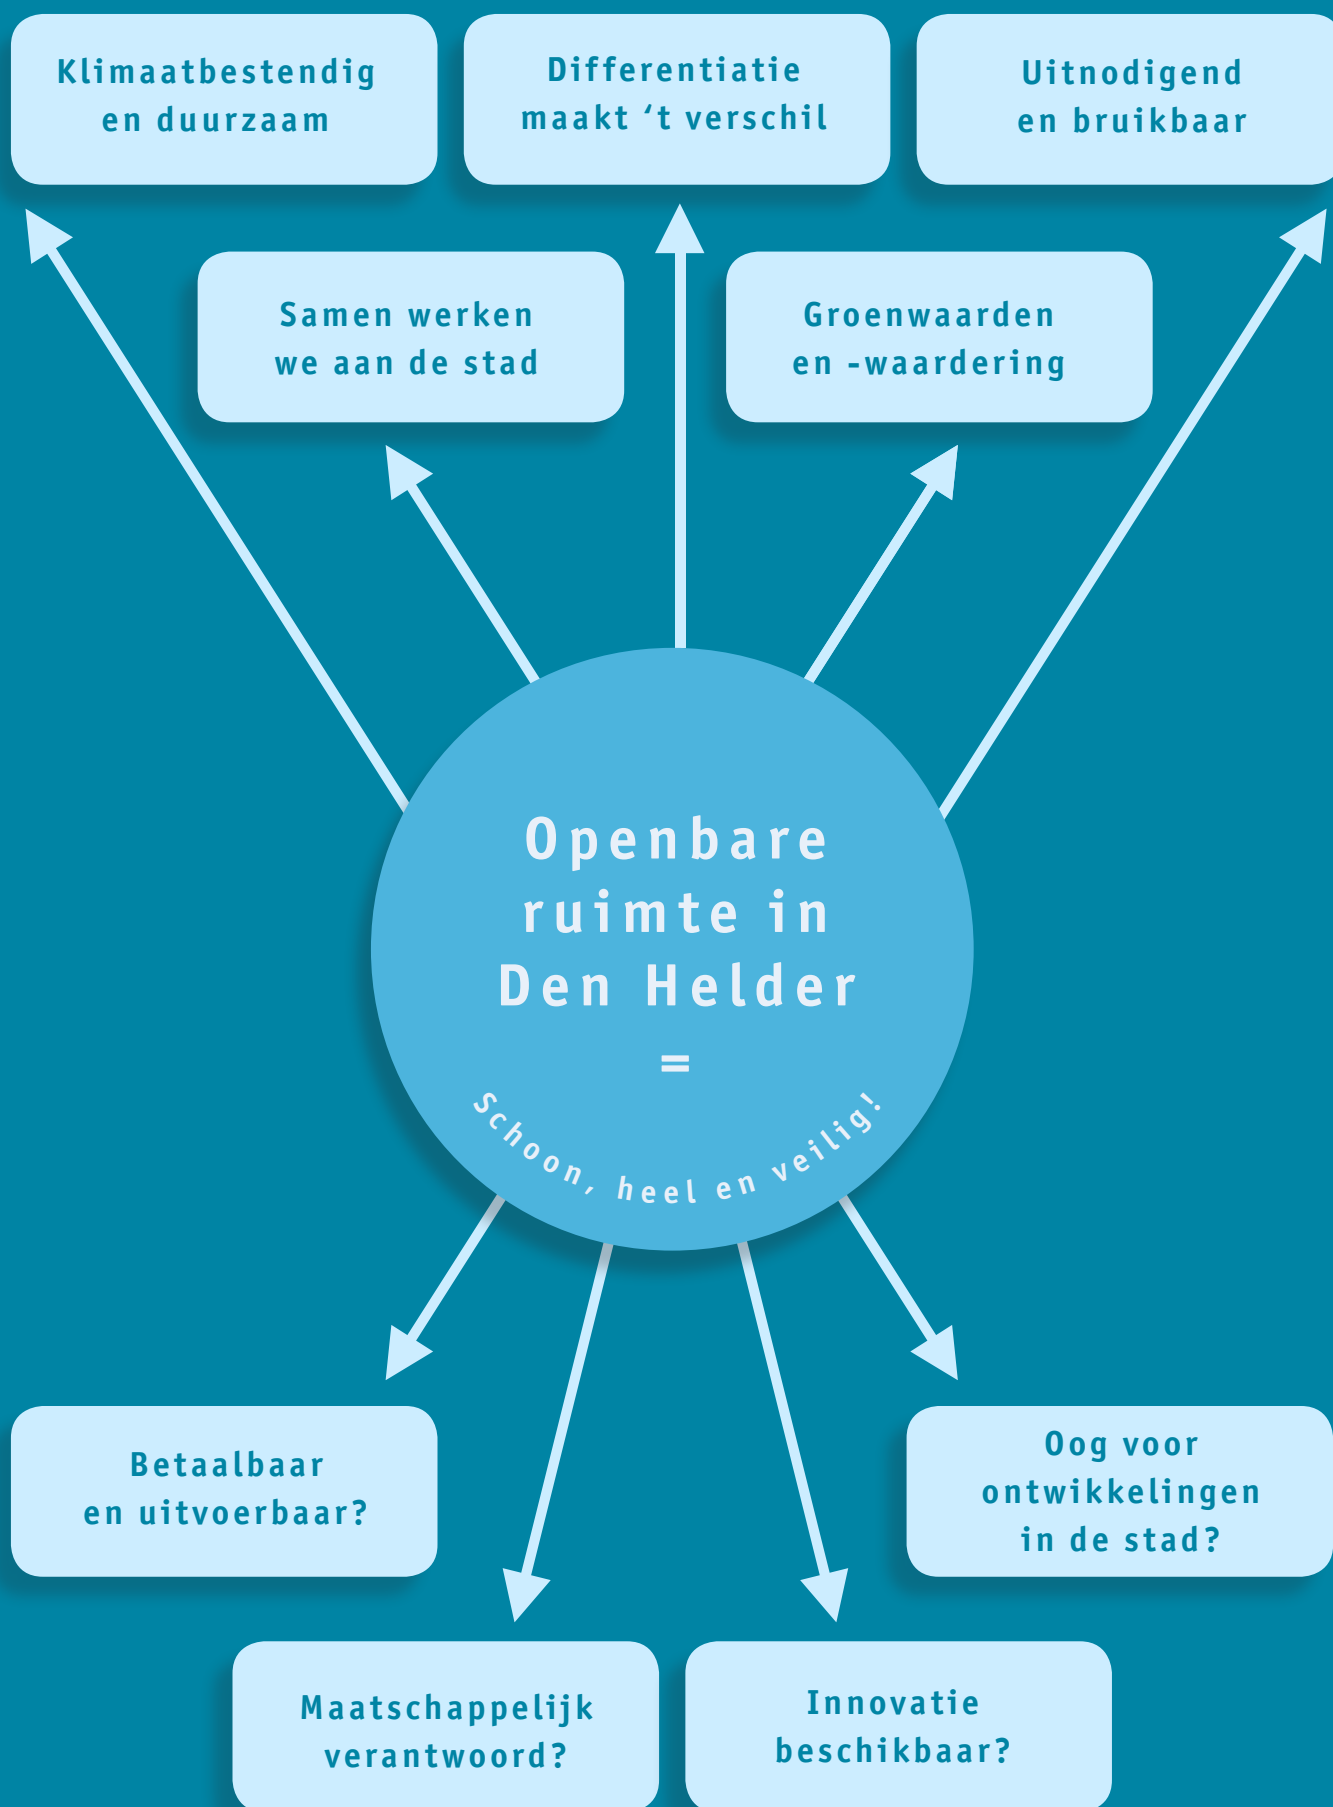 Klimaatbestendig
en duurzaam
Differentiatie
maakt ‘t verschil
Uitnodigend
en bruikbaar
Samen werken
we aan de stad
Groenwaarden
en -waardering
Openbare
ruimte in
Den Helder
=
Schoon, heel en veilig!
Betaalbaar
en uitvoerbaar?
Oog voor
ontwikkelingen
in de stad?
Maatschappelijk
verantwoord?
Innovatie
beschikbaar?